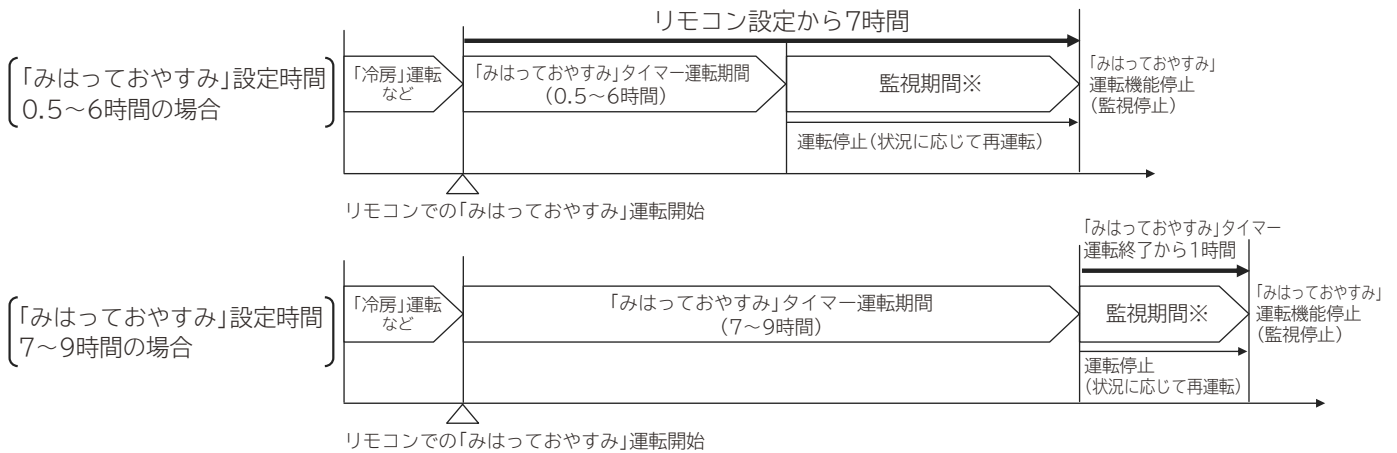 リモコン設定から7時間
「みはっておやすみ」設定時間
0.5～6時間の場合
「冷房」運転
など
「みはっておやすみ」タイマー運転期間
(0.5～6時間)
監視期間※
「みはっておやすみ」
運転機能停止
(監視停止)
運転停止(状況に応じて再運転)
リモコンでの「みはっておやすみ」運転開始
「みはっておやすみ」タイマー
運転終了から1時間
「みはっておやすみ」設定時間
7～9時間の場合
「冷房」運転
など
「みはっておやすみ」タイマー運転期間
(7～9時間)
監視期間※
「みはっておやすみ」
運転機能停止
(監視停止)
運転停止
(状況に応じて再運転)
リモコンでの「みはっておやすみ」運転開始